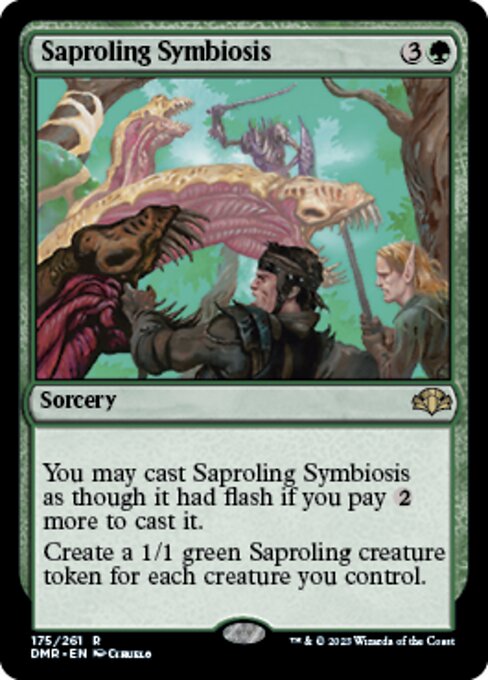 Saproling Symbiosis 3
Sorcery
You may cast Saproling Symbiosis
as though it had flash if you pay 2
more to cast it.
Create a 1/1 green Saproling creature
token for each creature you control.
175/261 R
DMR • EN Ciruelo
™ & © 2023 Wizards of the Coast